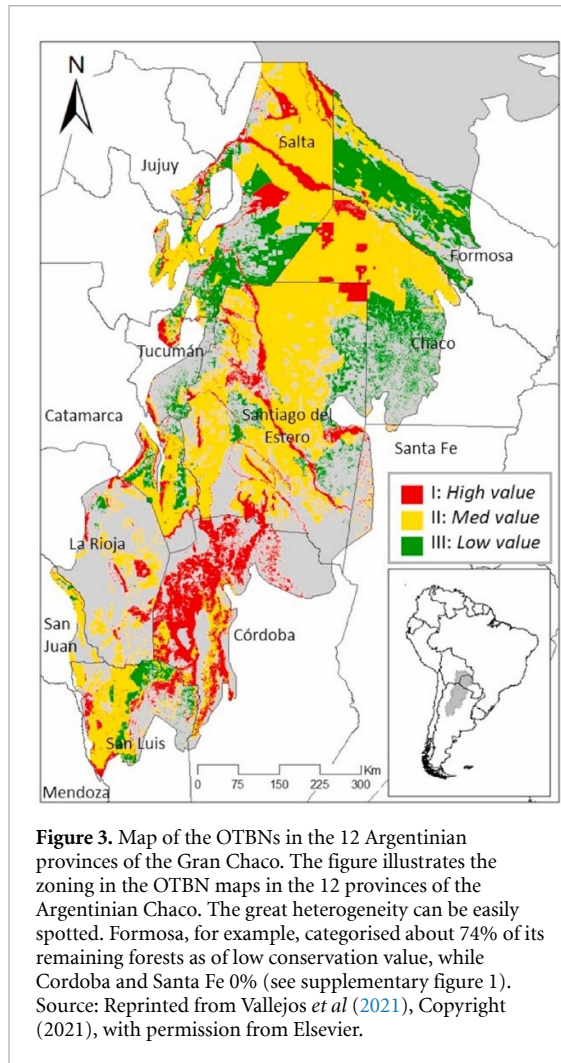 N
Salta
Jujuy
Formosa
Chaco
Tucumán
Catamarca
Santiago del
Estero
Santa Fe
I: High value
II: Med value
III: Low value
La Rioja
San
Juan
Córdoba
San Luis
Mendoza
0 75 150 225 300 Km
Figure 3. Map of the OTBNs in the 12 Argentinian
provinces of the Gran Chaco. The figure illustrates the
zoning in the OTBN maps in the 12 provinces of the
Argentinian Chaco. The great heterogeneity can be easily
spotted. Formosa, for example, categorised about 74% of its
remaining forests as of low conservation value, while
Cordoba and Santa Fe 0% (see supplementary figure 1).
Source: Reprinted from Vallejos et al (2021), Copyright
(2021), with permission from Elsevier.